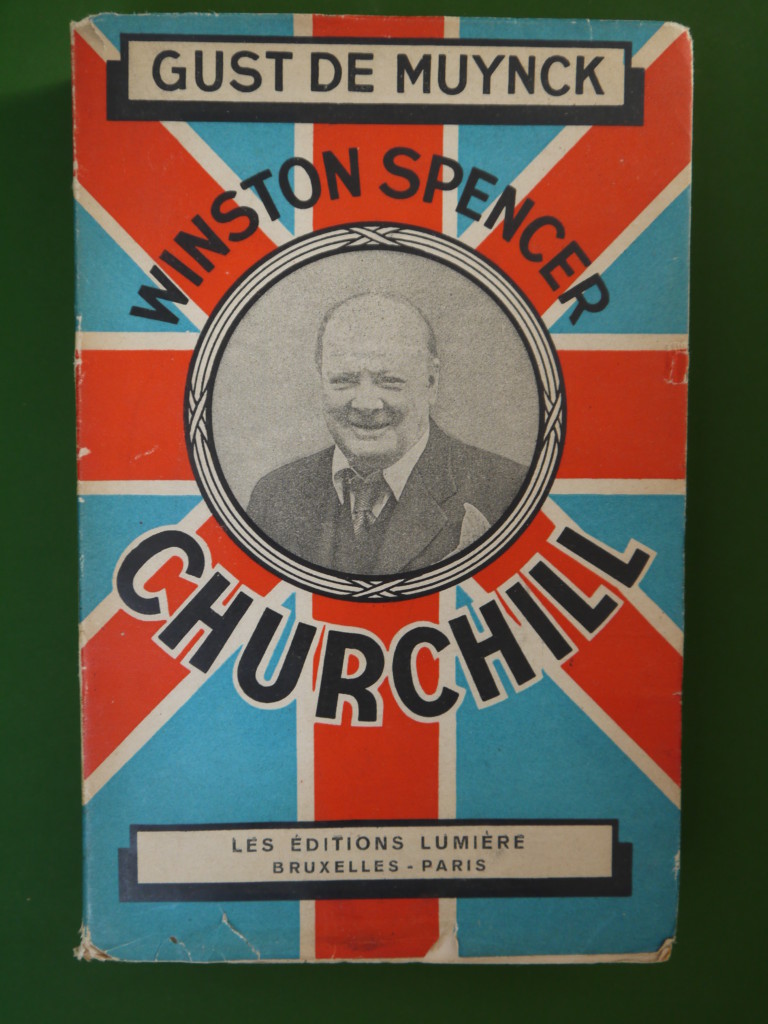 GUST DE MUYNCK
WINSTON SPENCER
CHURCHILL
LES ÉDITIONS LUMIÈRE
BRUXELLES - PARIS